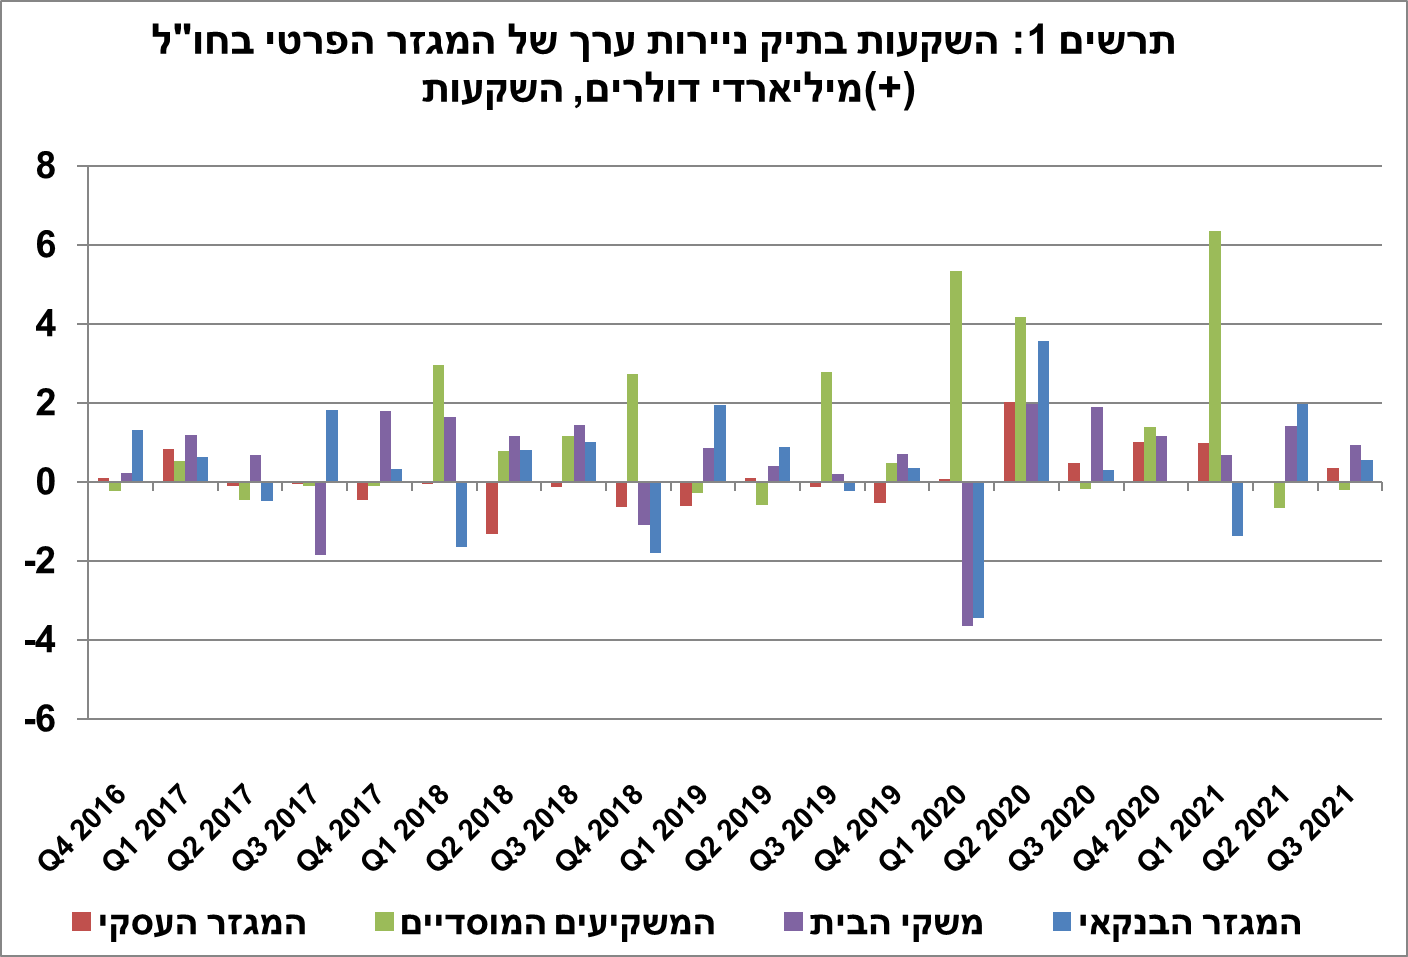 תרשים 1: השקעות בתיק ניירות ערך של המגזר הפרטי בחו"ל
(+)מיליארדי דולרים, השקעות
8
6
4
2
0
-2
-4
-6
Q4 2016
Q1 2017
Q2 2017
Q3 2017
Q4 2017
Q1 2018
Q2 2018
Q3 2018
Q4 2018
Q1 2019
Q2 2019
Q3 2019
Q4 2019
Q1 2020
Q2 2020
Q3 2020
Q4 2020
Q1 2021
Q2 2021
Q3 2021
המגזר העסקי
המשקיעים המוסדיים
משקי הבית
המגזר הבנקאי